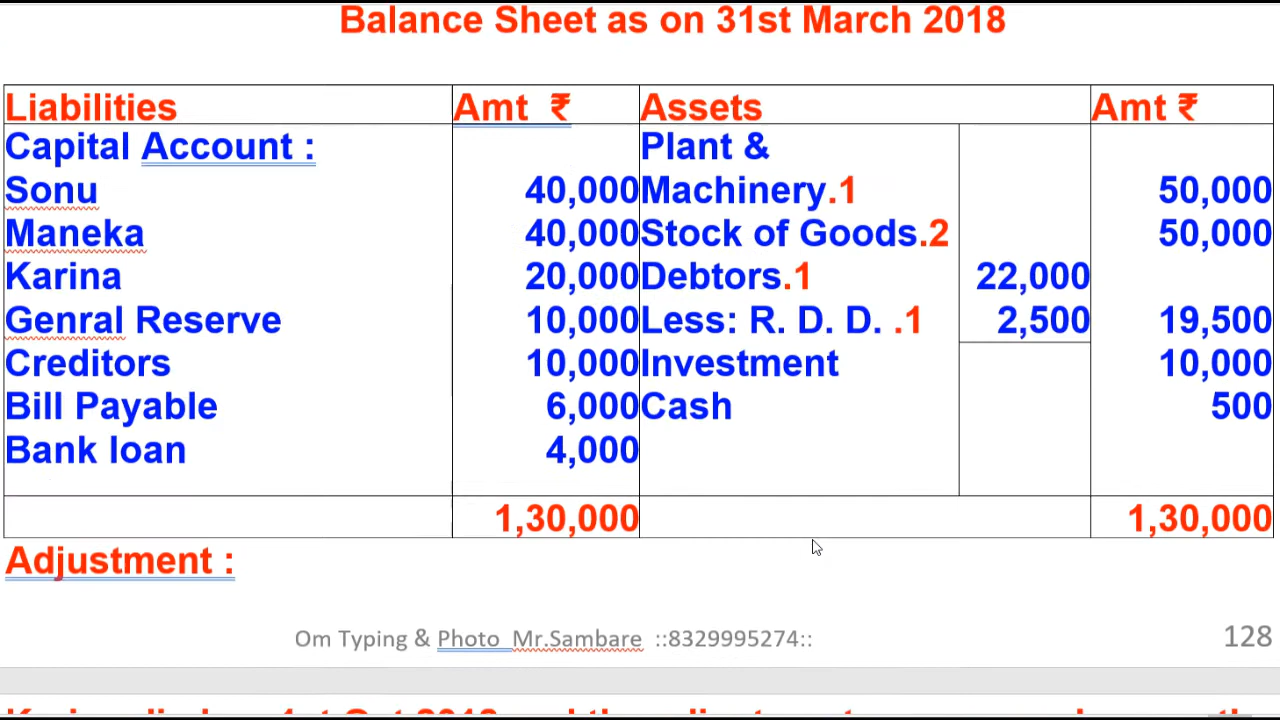 Balance Sheet as on 31st March 2018
Liabilities Amt ₹ Assets Amt ₹
Capital Account : Plant &
Sonu 40,000 Machinery.1 50,000
Maneka 40,000 Stock of Goods.2 50,000
Karina 20,000 Debtors.1 22,000
Genral Reserve 10,000 Less: R. D. D. .1 2,500 19,500
Creditors 10,000 Investment 10,000
Bill Payable 6,000 Cash 500
Bank loan 4,000
1,30,000 1,30,000
Adjustment :
Om Typing & Photo Mr.Sambare ::8329995274:: 128